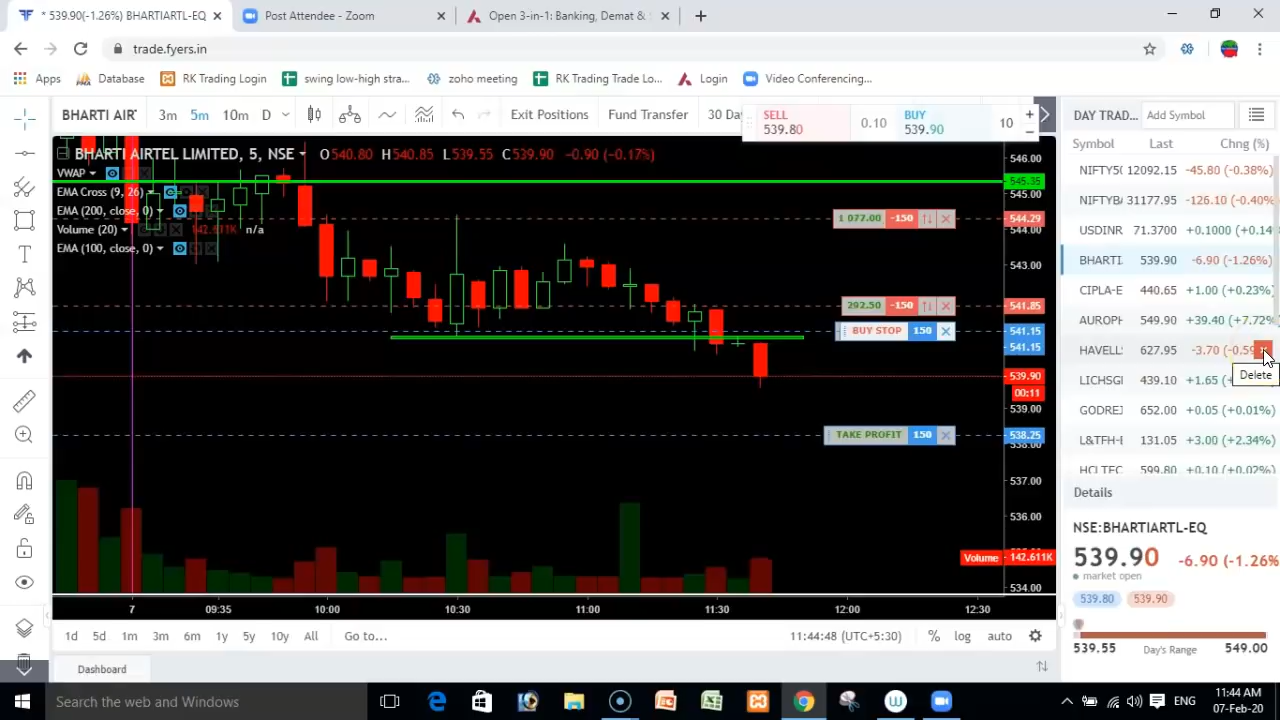 * 539.90(-1.26%) BHARTIARTL-EQ
Post Attendee - Zoom
Open 3-in-1: Banking, Demat &
trade.fyers.in
Apps Database RK Trading Login swing low-high stra... zoho meeting RK Trading Trade Lo... Login Video Conferencing...
BHARTI AIR 3m 5m 10m D Exit Positions Fund Transfer 30 Day
SELL
539.80
0.10
BUY
539.90
10
BHARTI AIRTEL LIMITED, 5, NSE O 540.80 H 540.85 L 539.55 C 539.90 -0.90 (-0.17%)
VWAP
EMA Cross (9, 26)
EMA (200, close, 0)
Volume (20) 142.611K n/a
EMA (100, close, 0)
1 077.00 -150
292.50 -150
BUY STOP 150
TAKE PROFIT 150
546.00
545.35
545.00
544.29
544.00
543.00
541.85
541.15
541.15
539.90
00:11
539.00
538.25
538.00
537.00
536.00
Volume 142.611K
534.00
7 09:35 10:00 10:30 11:00 11:30 12:00 12:30
1d 5d 1m 3m 6m 1y 5y 10y All Go to... 11:44:48 (UTC+5:30) % log auto
Dashboard
DAY TRAD... Add Symbol
Symbol Last Chng (%)
NIFTY5( 12092.15 -45.80 (-0.38%)
NIFTYB 31177.95 -126.10 (-0.40%
USDINR 71.3700 +0.1000 (+0.14
BHARTI. 539.90 -6.90 (-1.26%)
CIPLA-E 440.65 +1.00 (+0.23%)
AUROPH 549.90 +39.40 (+7.72%
HAVELL 627.95 -3.70 (-0.59
Delete
LICHSGI 439.10 +1.65 (+
GODREJ 652.00 +0.05 (+0.01%)
L&TFH-E 131.05 +3.00 (+2.34%)
HCLTEC 599.80 +0.10 (+0.02%)
Details
NSE:BHARTIARTL-EQ
539.90 -6.90 (-1.26%
market open
539.80 539.90
539.55 Day's Range 549.00
Search the web and Windows
ENG
11:44 AM
07-Feb-20